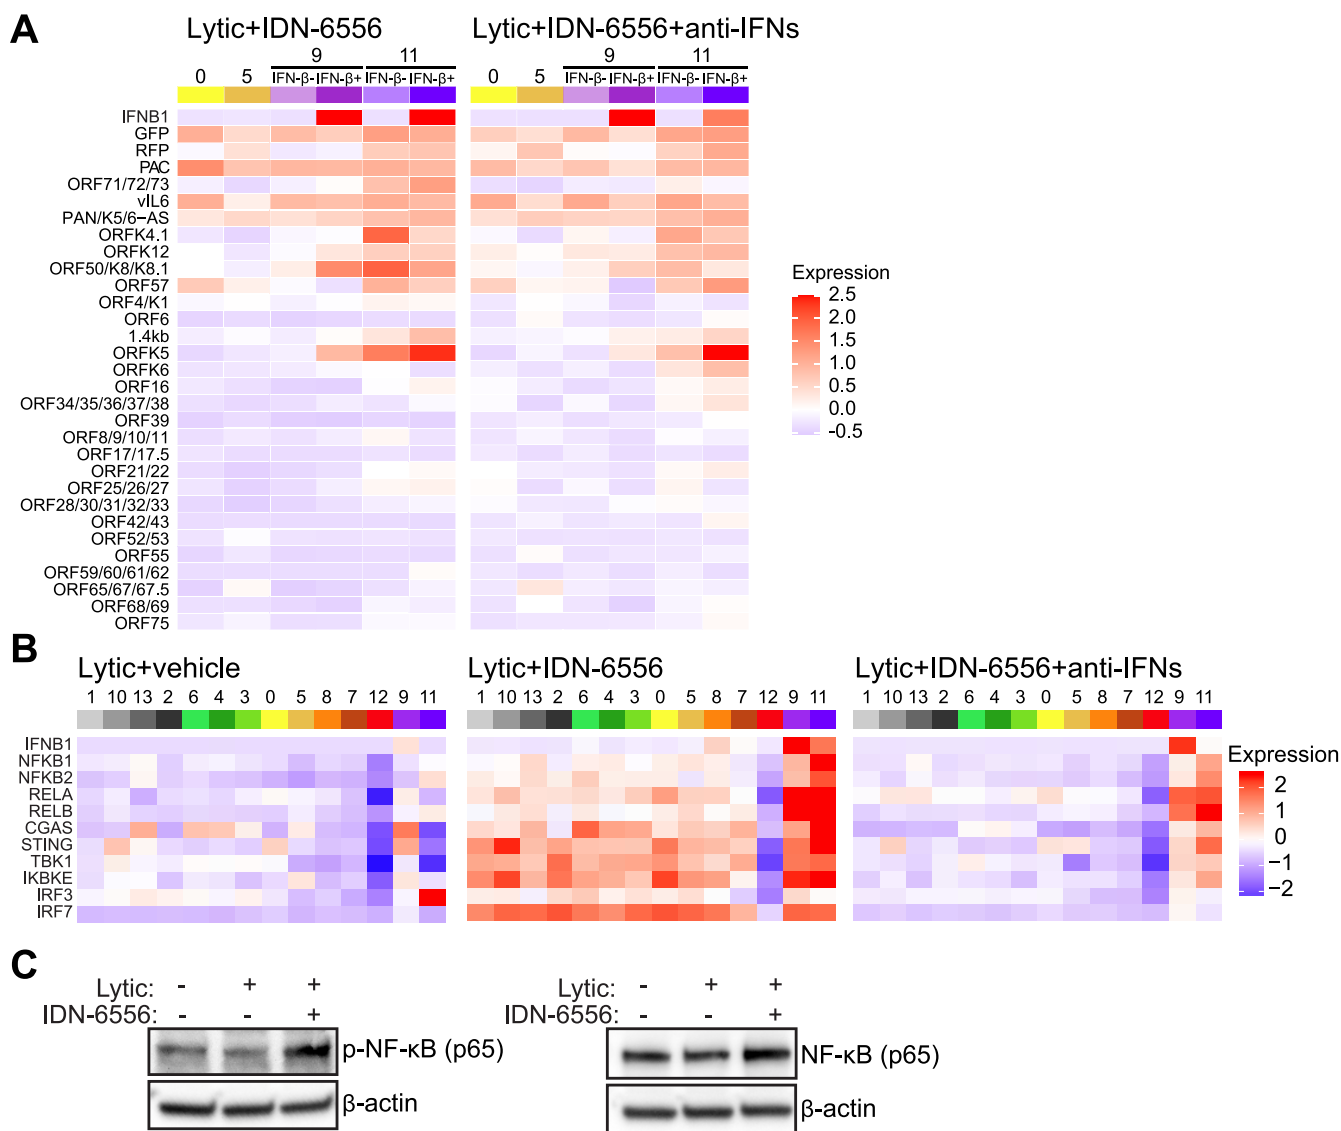 A
Lytic+IDN-6556 Lytic+IDN-6556+anti-IFNs
9 11 9 11
0 5 IFN-β- IFN-β+ IFN-β- IFN-β+ 0 5 IFN-β- IFN-β+ IFN-β- IFN-β+
IFNB1
GFP
RFP
PAC
ORF71/72/73
vIL6
PAN/K5/6−AS
ORFK4.1
ORFK12
ORF50/K8/K8.1
ORF57
ORF4/K1
ORF6
1.4kb
ORFK5
ORFK6
ORF16
ORF34/35/36/37/38
ORF39
ORF8/9/10/11
ORF17/17.5
ORF21/22
ORF25/26/27
ORF28/30/31/32/33
ORF42/43
ORF52/53
ORF55
ORF59/60/61/62
ORF65/67/67.5
ORF68/69
ORF75
Expression
2.5
2.0
1.5
1.0
0.5
0.0
-0.5
B
Lytic+vehicle Lytic+IDN-6556 Lytic+IDN-6556+anti-IFNs
1 10 13 2 6 4 3 0 5 8 7 12 9 11 1 10 13 2 6 4 3 0 5 8 7 12 9 11 1 10 13 2 6 4 3 0 5 8 7 12 9 11
IFNB1
NFKB1
NFKB2
RELA
RELB
CGAS
STING
TBK1
IKBKE
IRF3
IRF7
Expression
2
1
0
−1
−2
C
Lytic: - + +
IDN-6556: - - +
p-NF-κB (p65)
β-actin
Lytic: - + +
IDN-6556: - - +
NF-κB (p65)
β-actin